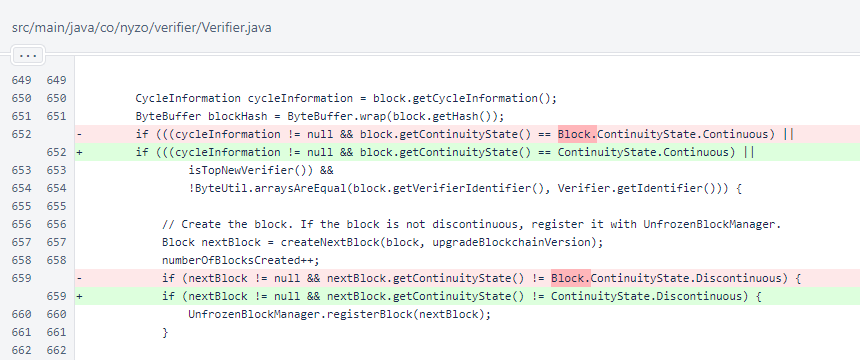 src/main/java/co/nyzo/verifier/Verifier.java
...
649 649
650 650 CycleInformation cycleInformation = block.getCycleInformation();
651 651 ByteBuffer blockHash = ByteBuffer.wrap(block.getHash());
652 - if (((cycleInformation != null && block.getContinuityState() == Block.ContinuityState.Continuous) ||
652 + if (((cycleInformation != null && block.getContinuityState() == ContinuityState.Continuous) ||
653 653 isTopNewVerifier()) &&
654 654 !ByteUtil.arraysAreEqual(block.getVerifierIdentifier(), Verifier.getIdentifier())) {
655 655
656 656 // Create the block. If the block is not discontinuous, register it with UnfrozenBlockManager.
657 657 Block nextBlock = createNextBlock(block, upgradeBlockchainVersion);
658 658 numberOfBlocksCreated++;
659 - if (nextBlock != null && nextBlock.getContinuityState() != Block.ContinuityState.Discontinuous) {
659 + if (nextBlock != null && nextBlock.getContinuityState() != ContinuityState.Discontinuous) {
660 660 UnfrozenBlockManager.registerBlock(nextBlock);
661 661 }
662 662